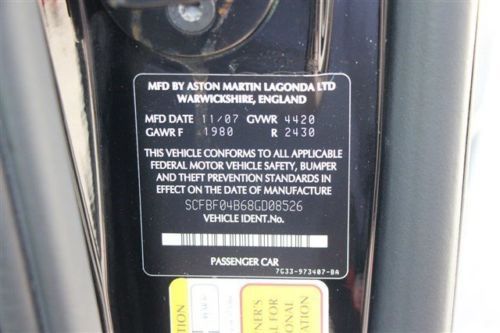 MFD BY ASTON MARTIN LAGONDA LTD
WARWICKSHIRE, ENGLAND
MFD DATE 11/07 GVWR 4420
GAWR F 1980 R 2430
THIS VEHICLE CONFORMS TO ALL APPLICABLE
FEDERAL MOTOR VEHICLE SAFETY, BUMPER
AND THEFT PREVENTION STANDARDS IN
EFFECT ON THE DATE OF MANUFACTURE
SCFBF04B68GD08526
VEHICLE IDENT.No.
PASSENGER CAR
7G33-973407-BA